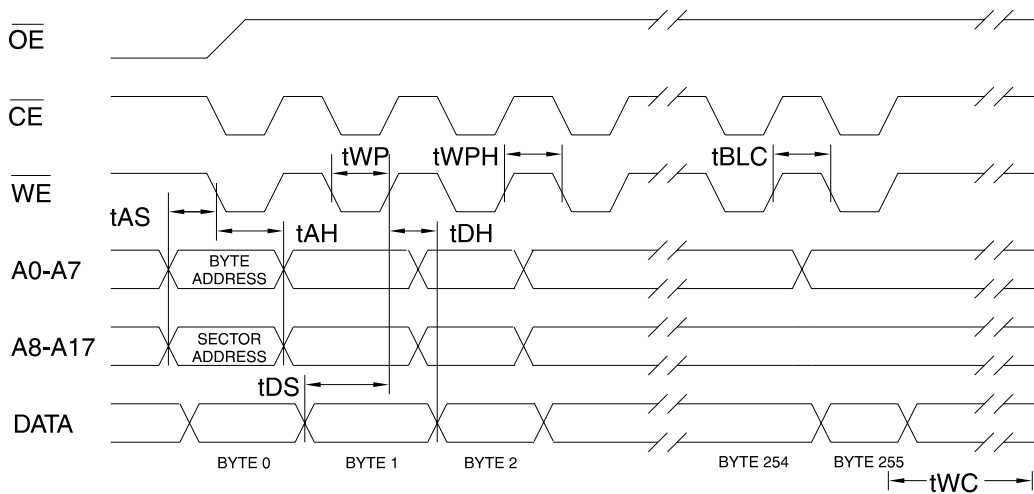 OE
CE
tWP
tWPH
tBLC
WE
tAS
tAH
tDH
A0-A7
BYTE
ADDRESS
A8-A17
SECTOR
ADDRESS
tDS
DATA
BYTE 0
BYTE 1
BYTE 2
BYTE 254
BYTE 255
tWC